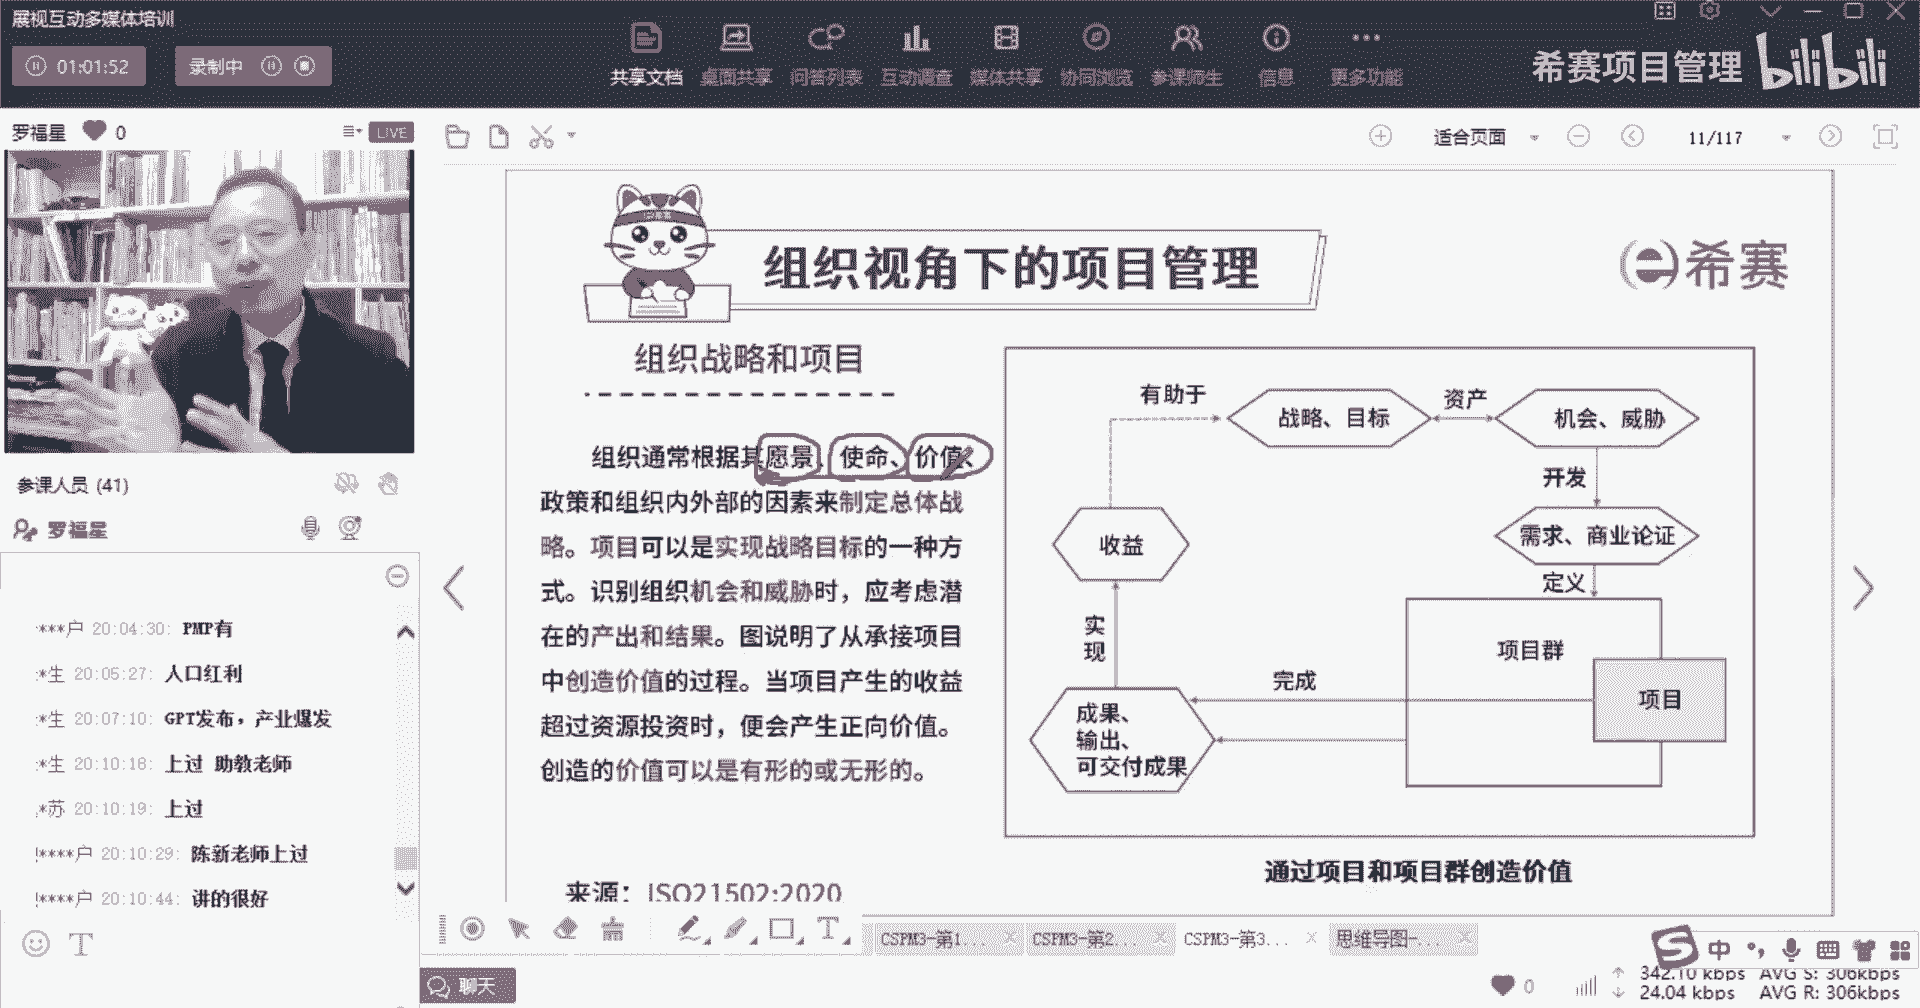 展视互动多媒体培训
01:01:52
录制中
共享文档 桌面共享 问答列表 互动调查 媒体共享 协同浏览 参课师生 信息 更多功能
希赛项目管理 bilibili
罗福星 0 LIVE
适合页面 11/117
组织视角下的项目管理
希赛
组织战略和项目
组织通常根据其愿景、使命、价值、
政策和组织内外部的因素来制定总体战
略。项目可以是实现战略目标的一种方
式。识别组织机会和威胁时，应考虑潜
在的产出和结果。图说明了从承接项目
中创造价值的过程。当项目产生的收益
超过资源投资时，便会产生正向价值。
创造的价值可以是有形的或无形的。
来源：ISO21502:2020
有助于
战略、目标
资产
机会、威胁
开发
需求、商业论证
定义
收益
实现
项目群
项目
完成
成果、
输出、
可交付成果
通过项目和项目群创造价值
参课人员 (41)
罗福星
***户 20:04:30: PMP有
*生 20:05:27: 人口红利
*生 20:07:10: GPT发布，产业爆发
*生 20:10:18: 上过 助教老师
*苏 20:10:19: 上过
****户 20:10:29: 陈新老师上过
****户 20:10:44: 讲的很好
T
聊天
CSPM3-第1... CSPM3-第2... CSPM3-第3... 思维导图-...
中
0
342.10 kbps AVG S: 306kbps
24.04 kbps AVG R: 306kbps